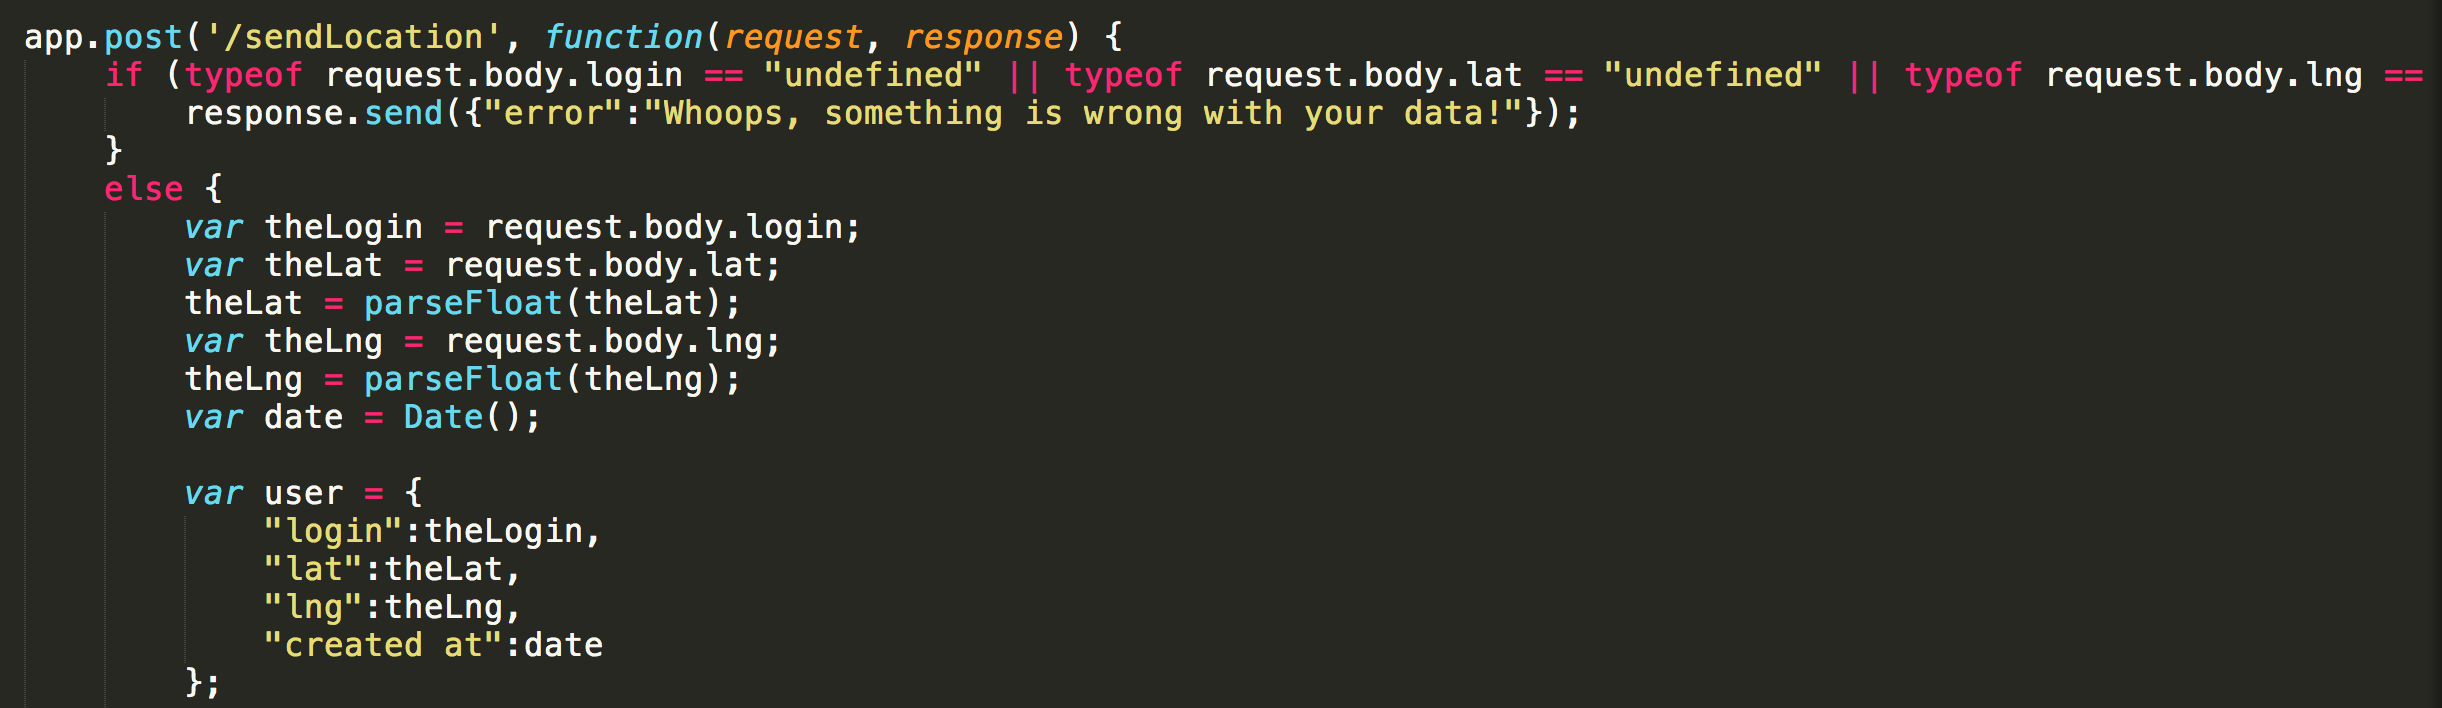 app.post('/sendLocation', function(request, response) {
    if (typeof request.body.login == "undefined" || typeof request.body.lat == "undefined" || typeof request.body.lng ==
        response.send({"error":"Whoops, something is wrong with your data!"});
    }
    else {
        var theLogin = request.body.login;
        var theLat = request.body.lat;
        theLat = parseFloat(theLat);
        var theLng = request.body.lng;
        theLng = parseFloat(theLng);
        var date = Date();

        var user = {
            "login":theLogin,
            "lat":theLat,
            "lng":theLng,
            "created at":date
        };